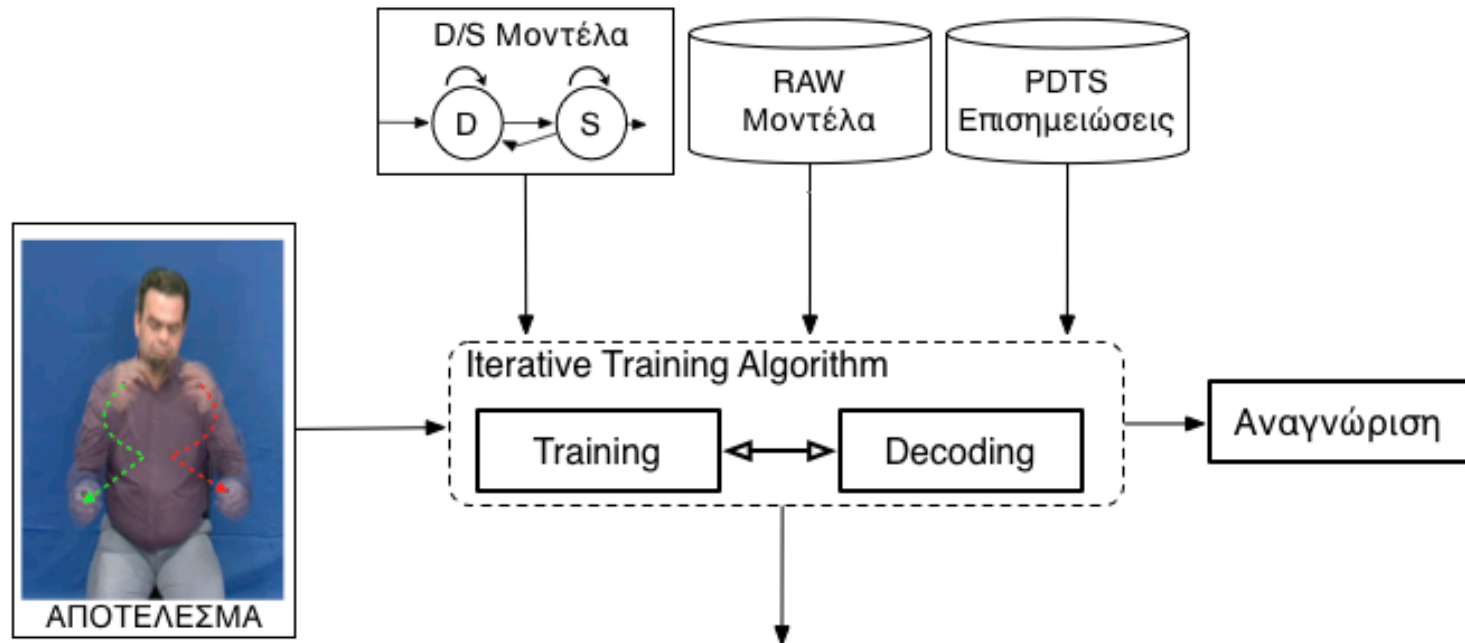 D/S Μοντέλα
D
S
RAW
Μοντέλα
PDTS
Επισημειώσεις
Iterative Training Algorithm
Training
Decoding
Αναγνώριση
ΑΠΟΤΕΛΕΣΜΑ